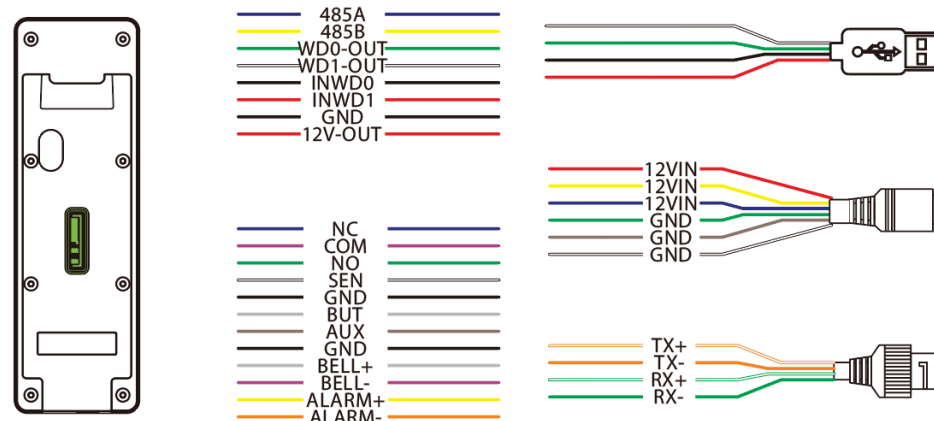 485A
485B
WD0-OUT
WD1-OUT
INWD0
INWD1
GND
12V-OUT
NC
COM
NO
SEN
GND
BUT
AUX
GND
BELL+
BELL-
ALARM+
ALARM-
12VIN
12VIN
12VIN
GND
GND
GND
TX+
TX-
RX+
RX-